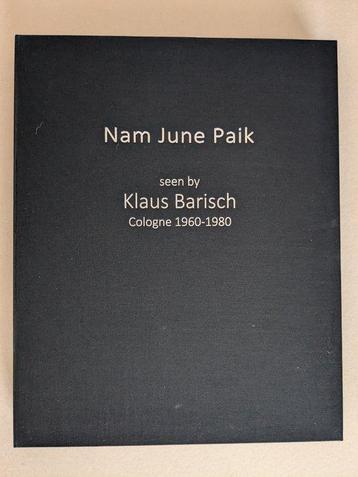 Nam June Paik
seen by
Klaus Barisch
Cologne 1960-1980